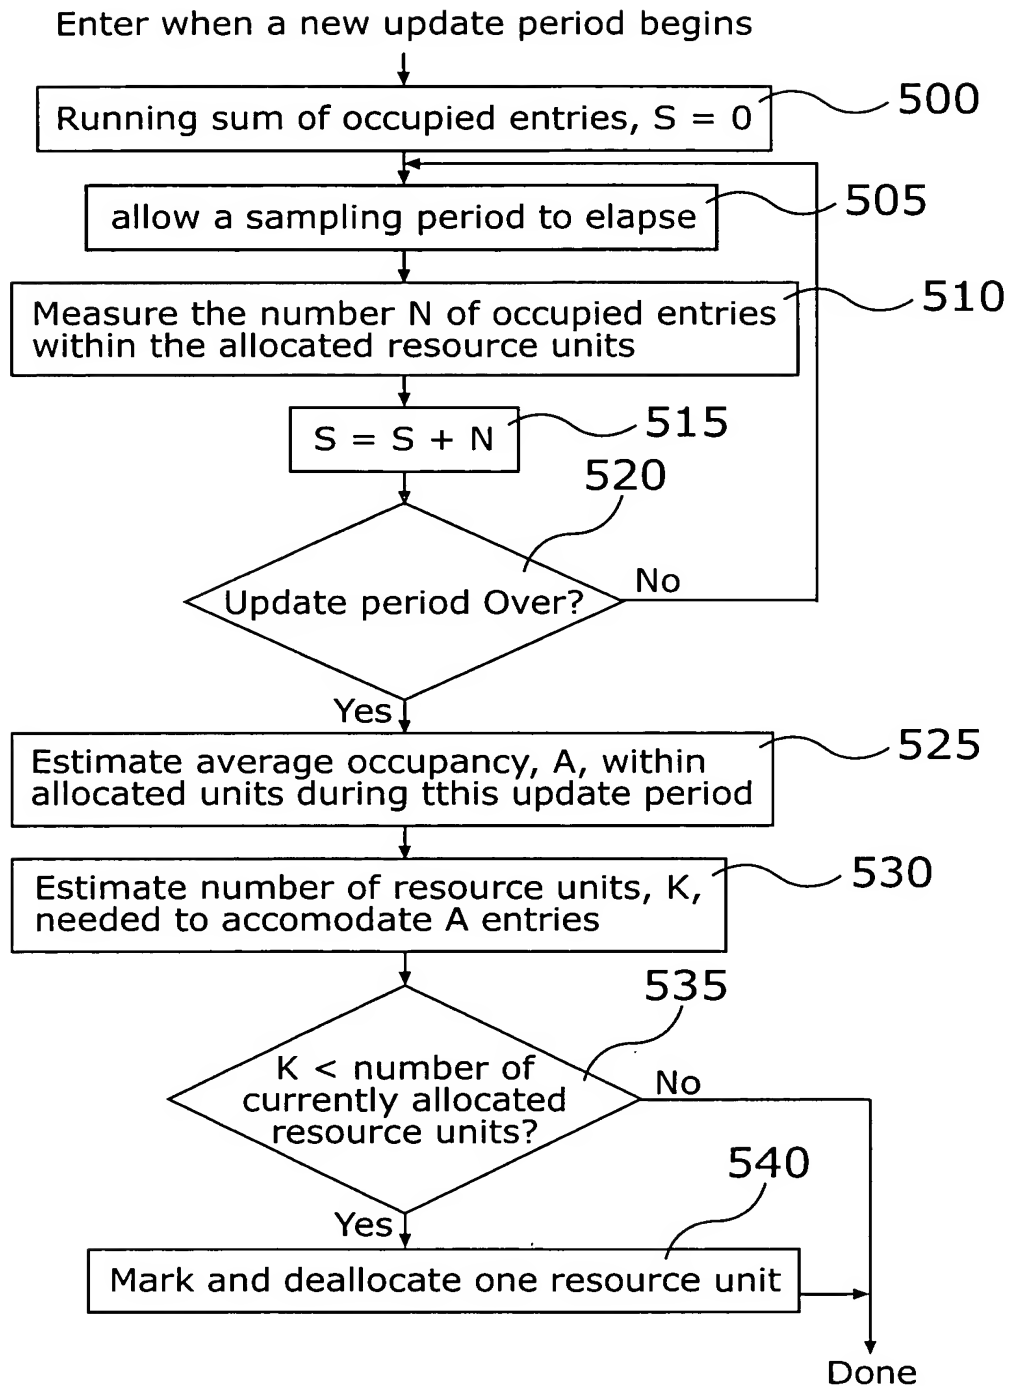 Enter when a new update period begins
Running sum of occupied entries, S = 0
500
allow a sampling period to elapse
505
Measure the number N of occupied entries
within the allocated resource units
510
S = S + N
515
520
Update period Over?
No
Yes
Estimate average occupancy, A, within
allocated units during tthis update period
525
Estimate number of resource units, K,
needed to accomodate A entries
530
535
K < number of
currently allocated
resource units?
No
Yes
540
Mark and deallocate one resource unit
Done